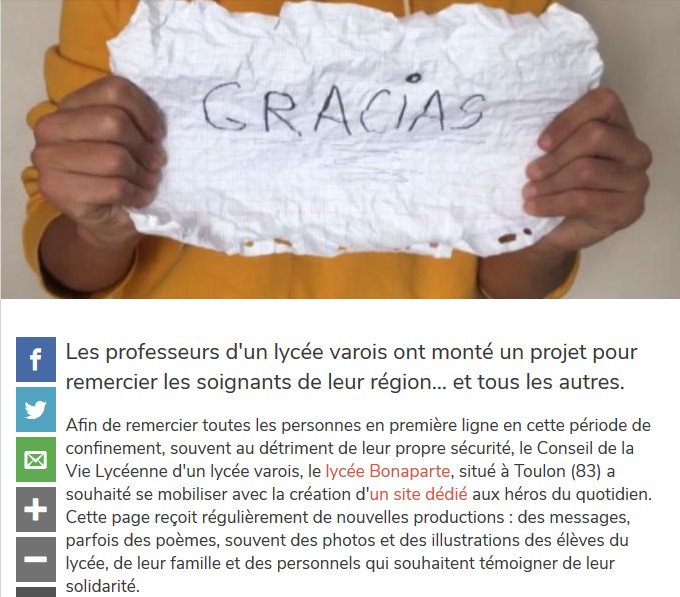 GRACIAS
Les professeurs d'un lycée varois ont monté un projet pour
remercier les soignants de leur région... et tous les autres.
Afin de remercier toutes les personnes en première ligne en cette période de
confinement, souvent au détriment de leur propre sécurité, le Conseil de la
Vie Lycéenne d'un lycée varois, le lycée Bonaparte, situé à Toulon (83) a
souhaité se mobiliser avec la création d'un site dédié aux héros du quotidien.
Cette page reçoit régulièrement de nouvelles productions : des messages,
parfois des poèmes, souvent des photos et des illustrations des élèves du
lycée, de leur famille et des personnels qui souhaitent témoigner de leur
solidarité.